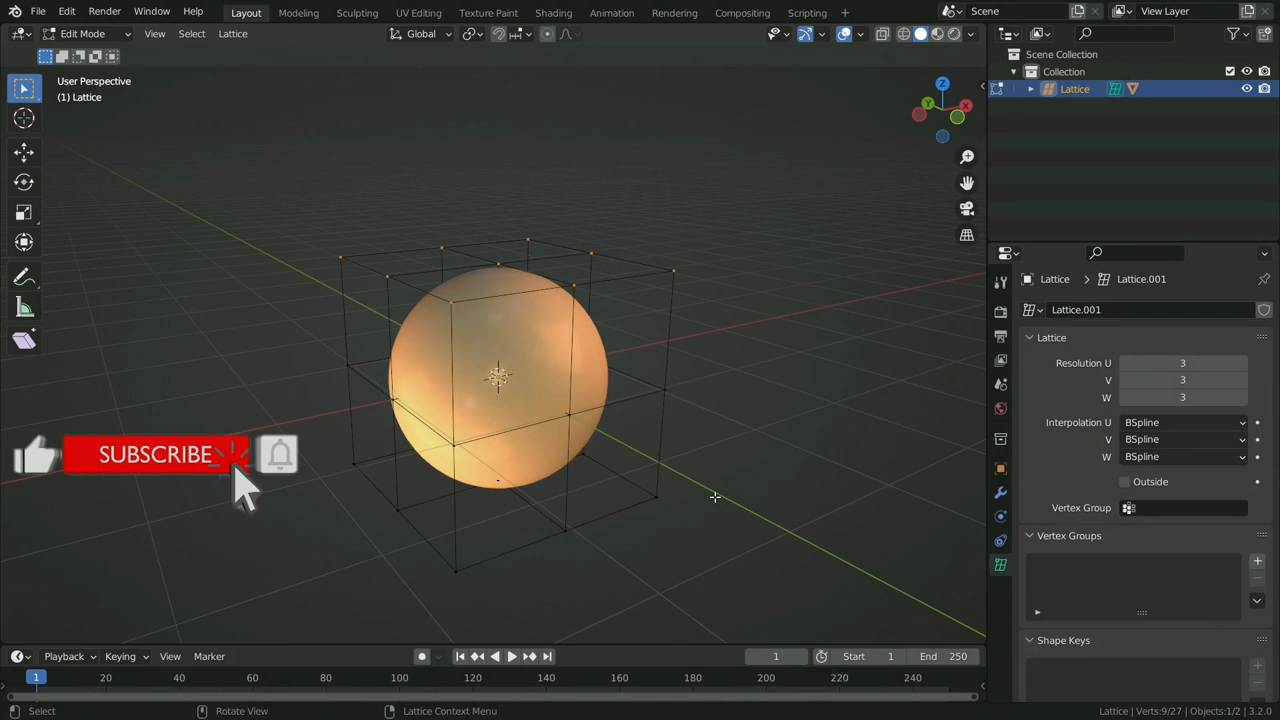 File Edit Render Window Help Layout Modeling Sculpting UV Editing Texture Paint Shading Animation Rendering Compositing Scripting + Scene View Layer
Edit Mode View Select Lattice Global
Scene Collection
Collection
Lattice
User Perspective
(1) Lattice
Z
Y
X
Lattice > Lattice.001
Lattice.001
Lattice
Resolution U 3
V 3
W 3
Interpolation U BSpline
V BSpline
W BSpline
Outside
Vertex Group
Vertex Groups
Shape Keys
SUBSCRIBE
Playback Keying View Marker 1 Start 1 End 250
1 20 40 60 80 100 120 140 160 180 200 220 240
Select Rotate View Lattice Context Menu Lattice | Verts:9/27 | Objects:1/2 | 3.2.0